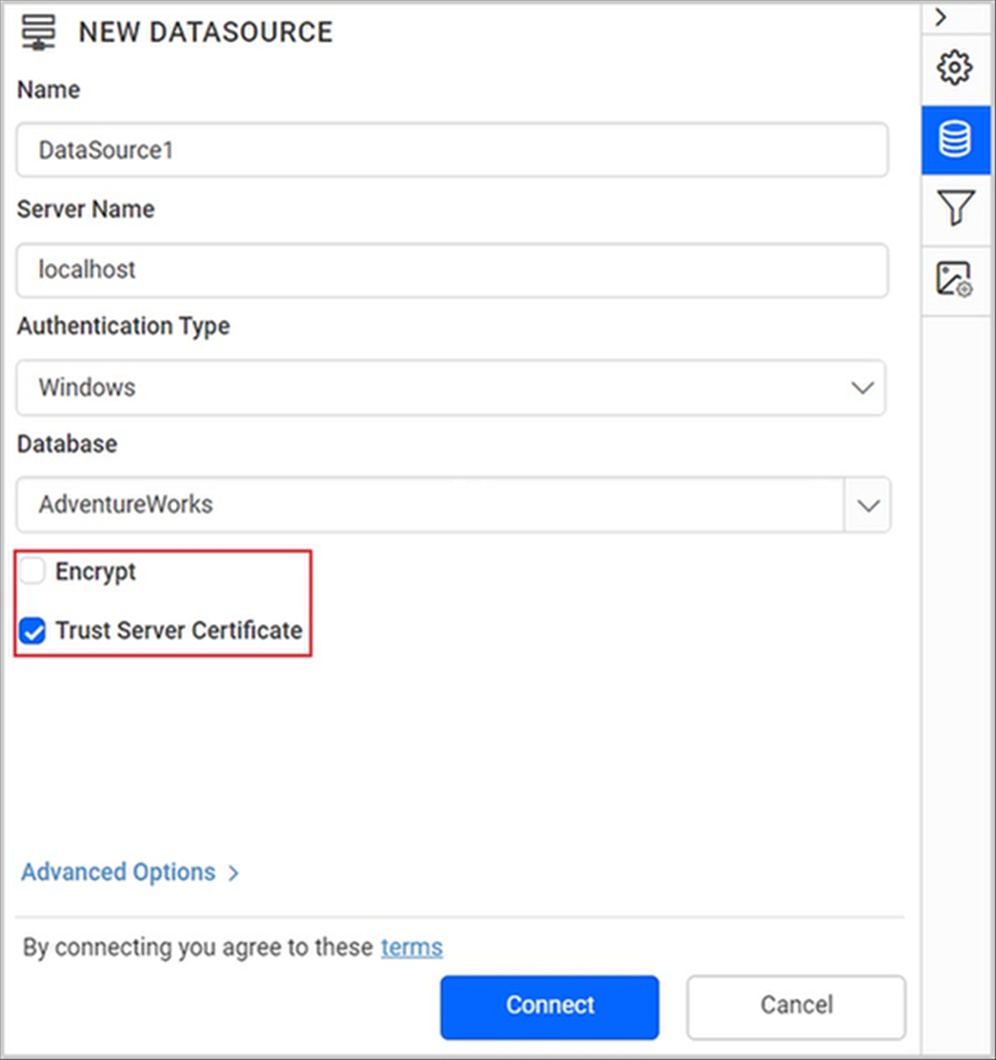 NEW DATASOURCE
Name
DataSource1
Server Name
localhost
Authentication Type
Windows
Database
AdventureWorks
Encrypt
Trust Server Certificate
Advanced Options
By connecting you agree to these terms
Connect Cancel